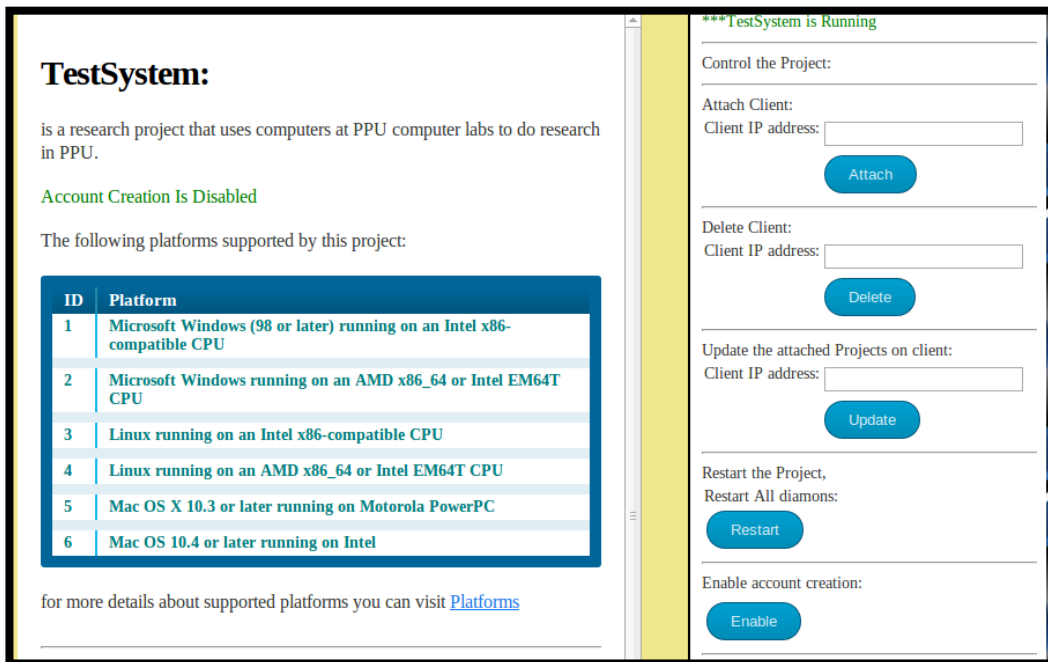 TestSystem:
is a research project that uses computers at PPU computer labs to do research
in PPU.
Account Creation Is Disabled
The following platforms supported by this project:
ID Platform
1 Microsoft Windows (98 or later) running on an Intel x86-
compatible CPU
2 Microsoft Windows running on an AMD x86_64 or Intel EM64T
CPU
3 Linux running on an Intel x86-compatible CPU
4 Linux running on an AMD x86_64 or Intel EM64T CPU
5 Mac OS X 10.3 or later running on Motorola PowerPC
6 Mac OS 10.4 or later running on Intel
for more details about supported platforms you can visit Platforms
***TestSystem is Running
Control the Project:
Attach Client:
Client IP address:
Attach
Delete Client:
Client IP address:
Delete
Update the attached Projects on client:
Client IP address:
Update
Restart the Project,
Restart All diamons:
Restart
Enable account creation:
Enable